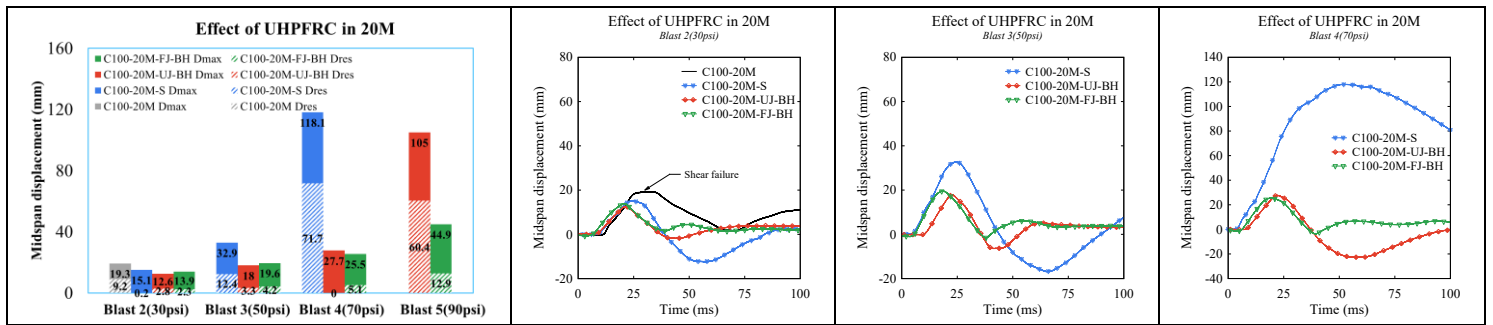 Effect of UHPFRC in 20M
Midspan displacement (mm)
160
120
80
40
0
C100-20M-FJ-BH Dmax
C100-20M-FJ-BH Dres
C100-20M-UJ-BH Dmax
C100-20M-UJ-BH Dres
C100-20M-S Dmax
C100-20M-S Dres
C100-20M Dmax
C100-20M Dres
19.3
9.2
15.1
0.2
12.6
2.8
13.9
2.3
32.9
12.4
18
3.3
19.6
4.2
118.1
71.7
27.7
0
25.5
5.1
105
60.4
44.9
12.9
Blast 2(30psi)
Blast 3(50psi)
Blast 4(70psi)
Blast 5(90psi)
Effect of UHPFRC in 20M
Blast 2(30psi)
Midspan displacement (mm)
80
60
40
20
0
-20
C100-20M
C100-20M-S
C100-20M-UJ-BH
C100-20M-FJ-BH
Shear failure
0 25 50 75 100
Time (ms)
Effect of UHPFRC in 20M
Blast 3(50psi)
Midspan displacement (mm)
80
60
40
20
0
-20
C100-20M-S
C100-20M-UJ-BH
C100-20M-FJ-BH
0 25 50 75 100
Time (ms)
Effect of UHPFRC in 20M
Blast 4(70psi)
Midspan displacement (mm)
140
120
100
80
60
40
20
0
-20
-40
C100-20M-S
C100-20M-UJ-BH
C100-20M-FJ-BH
0 25 50 75 100
Time (ms)